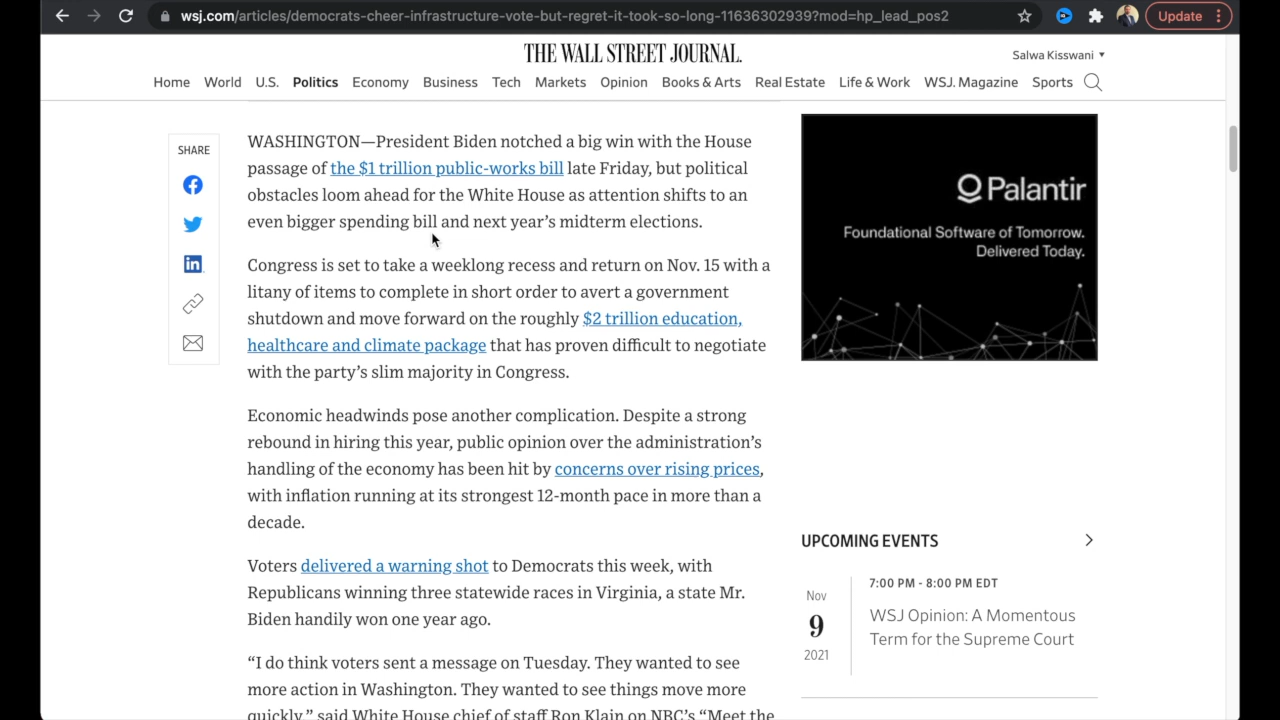 wsj.com/articles/democrats-cheer-infrastructure-vote-but-regret-it-took-so-long-11636302939?mod=hp_lead_pos2
Update
THE WALL STREET JOURNAL.
Salwa Kisswani
Home World U.S. Politics Economy Business Tech Markets Opinion Books & Arts Real Estate Life & Work WSJ. Magazine Sports
SHARE
WASHINGTON—President Biden notched a big win with the House
passage of the $1 trillion public-works bill late Friday, but political
obstacles loom ahead for the White House as attention shifts to an
even bigger spending bill and next year’s midterm elections.
Congress is set to take a weeklong recess and return on Nov. 15 with a
litany of items to complete in short order to avert a government
shutdown and move forward on the roughly $2 trillion education,
healthcare and climate package that has proven difficult to negotiate
with the party’s slim majority in Congress.
Economic headwinds pose another complication. Despite a strong
rebound in hiring this year, public opinion over the administration’s
handling of the economy has been hit by concerns over rising prices,
with inflation running at its strongest 12-month pace in more than a
decade.
Voters delivered a warning shot to Democrats this week, with
Republicans winning three statewide races in Virginia, a state Mr.
Biden handily won one year ago.
“I do think voters sent a message on Tuesday. They wanted to see
more action in Washington. They wanted to see things move more
quickly,” said White House chief of staff Ron Klain on NBC’s “Meet the
Palantir
Foundational Software of Tomorrow.
Delivered Today.
UPCOMING EVENTS
Nov
9
2021
7:00 PM - 8:00 PM EDT
WSJ Opinion: A Momentous
Term for the Supreme Court